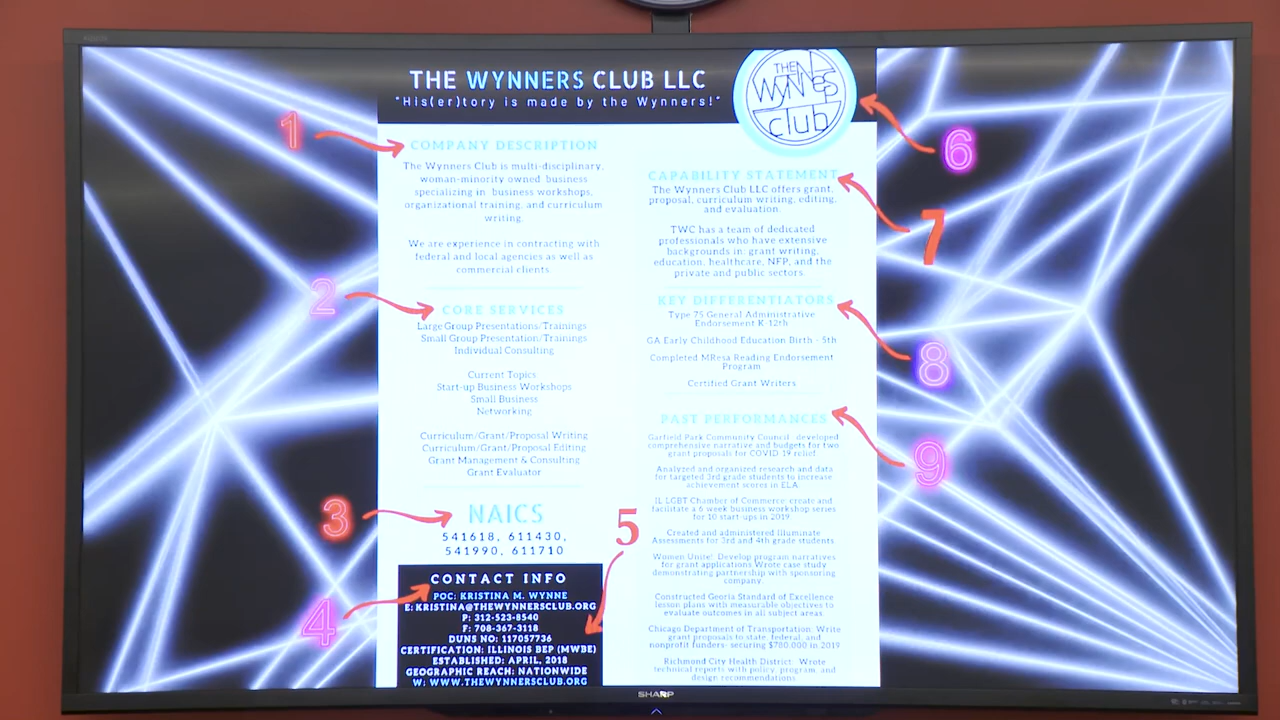 THE WYNNERS CLUB LLC
"His(er)tory is made by the Wynners!"
THE
WYNNERS
club
1
COMPANY DESCRIPTION
The Wynners Club is multi-disciplinary,
woman-minority owned business
specializing in business workshops,
organizational training, and curriculum
writing.
We are experience in contracting with
federal and local agencies as well as
commercial clients.
2
CORE SERVICES
Large Group Presentations/Trainings
Small Group Presentation/Trainings
Individual Consulting
Current Topics
Start-up Business Workshops
Small Business
Networking
Curriculum/Grant/Proposal Writing
Curriculum/Grant/Proposal Editing
Grant Management & Consulting
Grant Evaluator
3
NAICS
541618, 611430,
541990, 611710
4
5
CONTACT INFO
POC: KRISTINA M. WYNNE
E: KRISTINA@THEWYNNERSCLUB.ORG
P: 312-523-8540
F: 708-367-3118
DUNS NO: 117057736
CERTIFICATION: ILLINOIS BEP (MWBE)
ESTABLISHED: APRIL, 2018
GEOGRAPHIC REACH: NATIONWIDE
W: WWW.THEWYNNERSCLUB.ORG
6
7
CAPABILITY STATEMENT
The Wynners Club LLC offers grant,
proposal, curriculum writing, editing,
and evaluation.
TWC has a team of dedicated
professionals who have extensive
backgrounds in: grant writing,
education, healthcare, NFP, and the
private and public sectors.
8
KEY DIFFERENTIATORS
Type 75 General Administrative
Endorsement K-12th
GA Early Childhood Education Birth - 5th
Completed MResa Reading Endorsement
Program
Certified Grant Writers
9
PAST PERFORMANCES
Garfield Park Community Council: developed
comprehensive narrative and budgets for two
grant proposals for COVID 19 relief
Analyzed and organized research and data
for targeted 3rd grade students to increase
achievement scores in ELA
IL LGBT Chamber of Commerce: create and
facilitate a 6 week business workshop series
for 10 start-ups in 2019
Created and administered Illuminate
Assessments for 3rd and 4th grade students
Women Unite! Develop program narratives
for grant applications Wrote case study
demonstrating partnership with sponsoring
company.
Constructed Georia Standard of Excellence
lesson plans with measurable objectives to
evaluate outcomes in all subject areas
Chicago Department of Transportation: Write
grant proposals to state, federal, and
nonprofit funders- securing $780,000 in 2019
Richmond City Health District: Wrote
technical reports with policy, program, and
design recommendations.
SHARP